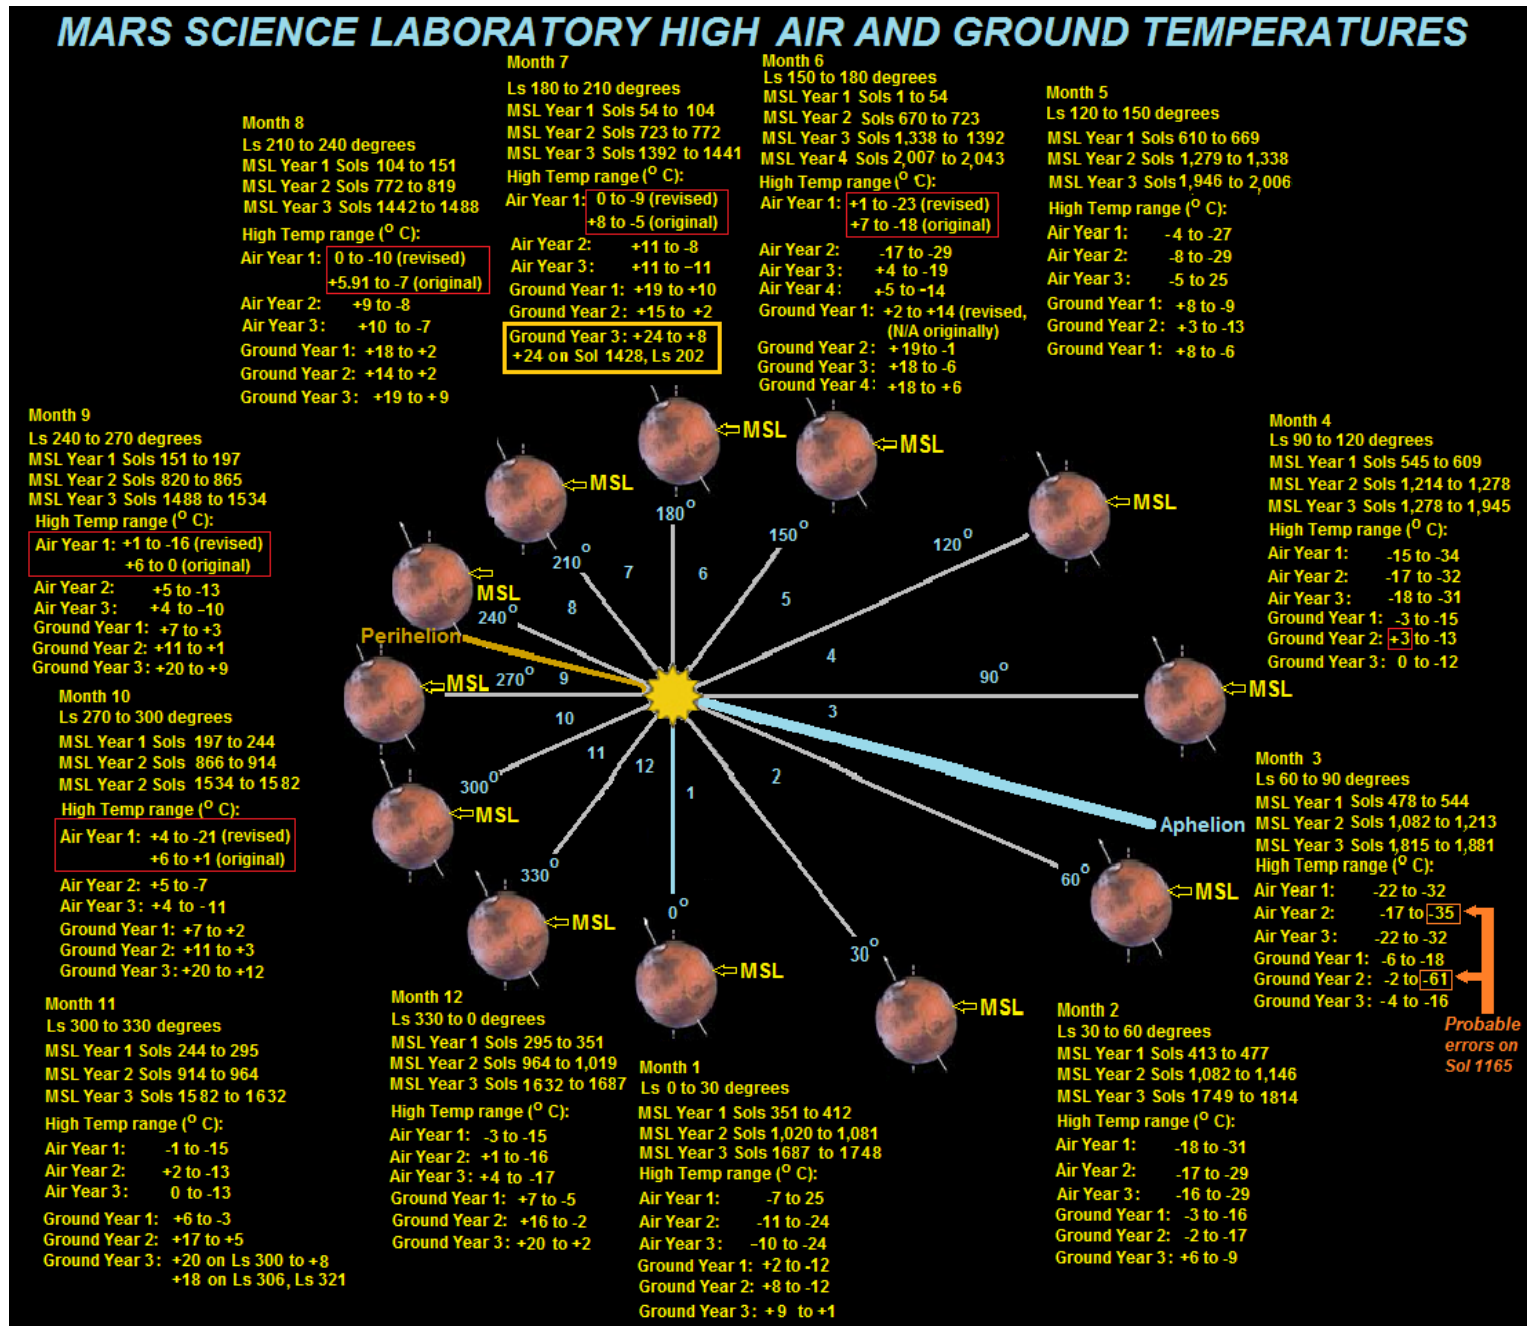 MARS SCIENCE LABORATORY HIGH AIR AND GROUND TEMPERATURES
Month 7
Ls 180 to 210 degrees
MSL Year 1 Sols 54 to 104
MSL Year 2 Sols 723 to 772
MSL Year 3 Sols 1392 to 1441
High Temp range (O C):
Air Year 1: 0 to -9 (revised)
+8 to -5 (original)
Air Year 2: +11 to -8
Air Year 3: +11 to -11
Ground Year 1: +19 to +10
Ground Year 2: +15 to +2
Ground Year 3: +24 to +8
+24 on Sol 1428, Ls 202
Month 6
Ls 150 to 180 degrees
MSL Year 1 Sols 1 to 54
MSL Year 2 Sols 670 to 723
MSL Year 3 Sols 1,338 to 1392
MSL Year 4 Sols 2,007 to 2,043
High Temp range (O C):
Air Year 1: +1 to -23 (revised)
+7 to -18 (original)
Air Year 2: -17 to -29
Air Year 3: +4 to -19
Air Year 4: +5 to -14
Ground Year 1: +2 to +14 (revised,
(N/A originally)
Ground Year 2: +19 to -1
Ground Year 3: +18 to -6
Ground Year 4: +18 to +6
Month 5
Ls 120 to 150 degrees
MSL Year 1 Sols 610 to 669
MSL Year 2 Sols 1,279 to 1,338
MSL Year 3 Sols 1,946 to 2,006
High Temp range (O C):
Air Year 1: -4 to -27
Air Year 2: -8 to -29
Air Year 3: -5 to 25
Ground Year 1: +8 to -9
Ground Year 2: +3 to -13
Ground Year 1: +8 to -6
Month 8
Ls 210 to 240 degrees
MSL Year 1 Sols 104 to 151
MSL Year 2 Sols 772 to 819
MSL Year 3 Sols 1442 to 1488
High Temp range (O C):
Air Year 1: 0 to -10 (revised)
+5.91 to -7 (original)
Air Year 2: +9 to -8
Air Year 3: +10 to -7
Ground Year 1: +18 to +2
Ground Year 2: +14 to +2
Ground Year 3: +19 to +9
Month 9
Ls 240 to 270 degrees
MSL Year 1 Sols 151 to 197
MSL Year 2 Sols 820 to 865
MSL Year 3 Sols 1488 to 1534
High Temp range (O C):
Air Year 1: +1 to -16 (revised)
+6 to 0 (original)
Air Year 2: +5 to -13
Air Year 3: +4 to -10
Ground Year 1: +7 to +3
Ground Year 2: +11 to +1
Ground Year 3: +20 to +9
Month 4
Ls 90 to 120 degrees
MSL Year 1 Sols 545 to 609
MSL Year 2 Sols 1,214 to 1,278
MSL Year 3 Sols 1,278 to 1,945
High Temp range (O C):
Air Year 1: -15 to -34
Air Year 2: -17 to -32
Air Year 3: -18 to -31
Ground Year 1: -3 to -15
Ground Year 2: +3 to -13
Ground Year 3: 0 to -12
MSL
MSL
MSL
MSL
MSL
MSL
MSL
MSL
MSL
MSL
MSL
MSL
180O
150O
120O
210O
240O
90O
270O
300O
330O
0O
30O
60O
7
6
5
8
4
9
3
10
11
12
1
2
Perihelion
Aphelion
Month 10
Ls 270 to 300 degrees
MSL Year 1 Sols 197 to 244
MSL Year 2 Sols 866 to 914
MSL Year 2 Sols 1534 to 1582
High Temp range (O C):
Air Year 1: +4 to -21 (revised)
+6 to +1 (original)
Air Year 2: +5 to -7
Air Year 3: +4 to -11
Ground Year 1: +7 to +2
Ground Year 2: +11 to +3
Ground Year 3: +20 to +12
Month 3
Ls 60 to 90 degrees
MSL Year 1 Sols 478 to 544
MSL Year 2 Sols 1,082 to 1,213
MSL Year 3 Sols 1,815 to 1,881
High Temp range (O C):
Air Year 1: -22 to -32
Air Year 2: -17 to -35
Air Year 3: -22 to -32
Ground Year 1: -6 to -18
Ground Year 2: -2 to -61
Ground Year 3: -4 to -16
Probable
errors on
Sol 1165
Month 11
Ls 300 to 330 degrees
MSL Year 1 Sols 244 to 295
MSL Year 2 Sols 914 to 964
MSL Year 3 Sols 1582 to 1632
High Temp range (O C):
Air Year 1: -1 to -15
Air Year 2: +2 to -13
Air Year 3: 0 to -13
Ground Year 1: +6 to -3
Ground Year 2: +17 to +5
Ground Year 3: +20 on Ls 300 to +8
+18 on Ls 306, Ls 321
Month 12
Ls 330 to 0 degrees
MSL Year 1 Sols 295 to 351
MSL Year 2 Sols 964 to 1,019
MSL Year 3 Sols 1632 to 1687
High Temp range (O C):
Air Year 1: -3 to -15
Air Year 2: +1 to -16
Air Year 3: +4 to -17
Ground Year 1: +7 to -5
Ground Year 2: +16 to -2
Ground Year 3: +20 to +2
Month 1
Ls 0 to 30 degrees
MSL Year 1 Sols 351 to 412
MSL Year 2 Sols 1,020 to 1,081
MSL Year 3 Sols 1687 to 1748
High Temp range (O C):
Air Year 1: -7 to 25
Air Year 2: -11 to -24
Air Year 3: -10 to -24
Ground Year 1: +2 to -12
Ground Year 2: +8 to -12
Ground Year 3: +9 to +1
Month 2
Ls 30 to 60 degrees
MSL Year 1 Sols 413 to 477
MSL Year 2 Sols 1,082 to 1,146
MSL Year 3 Sols 1749 to 1814
High Temp range (O C):
Air Year 1: -18 to -31
Air Year 2: -17 to -29
Air Year 3: -16 to -29
Ground Year 1: -3 to -16
Ground Year 2: -2 to -17
Ground Year 3: +6 to -9